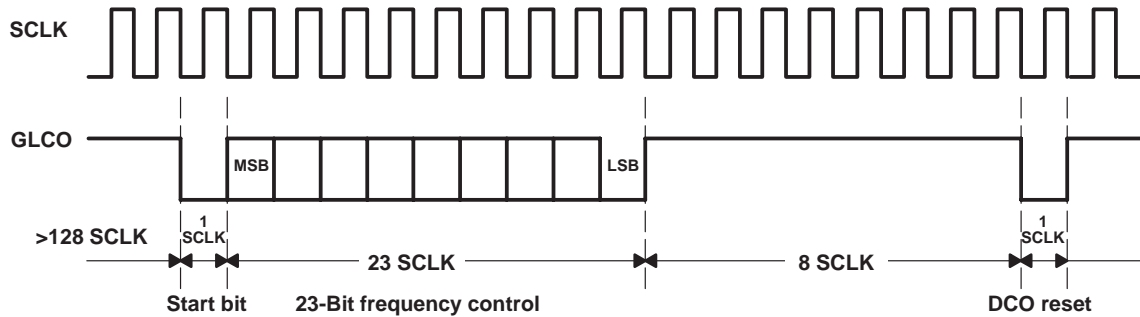 SCLK
GLCO
MSB
LSB
>128 SCLK
1
SCLK
23 SCLK
8 SCLK
1
SCLK
Start bit
23-Bit frequency control
DCO reset